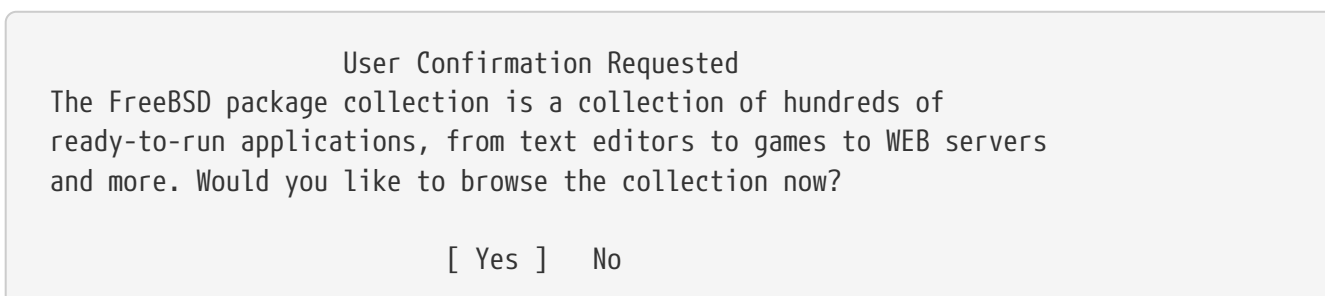 User Confirmation Requested
The FreeBSD package collection is a collection of hundreds of
ready-to-run applications, from text editors to games to WEB servers
and more. Would you like to browse the collection now?
[ Yes ]   No